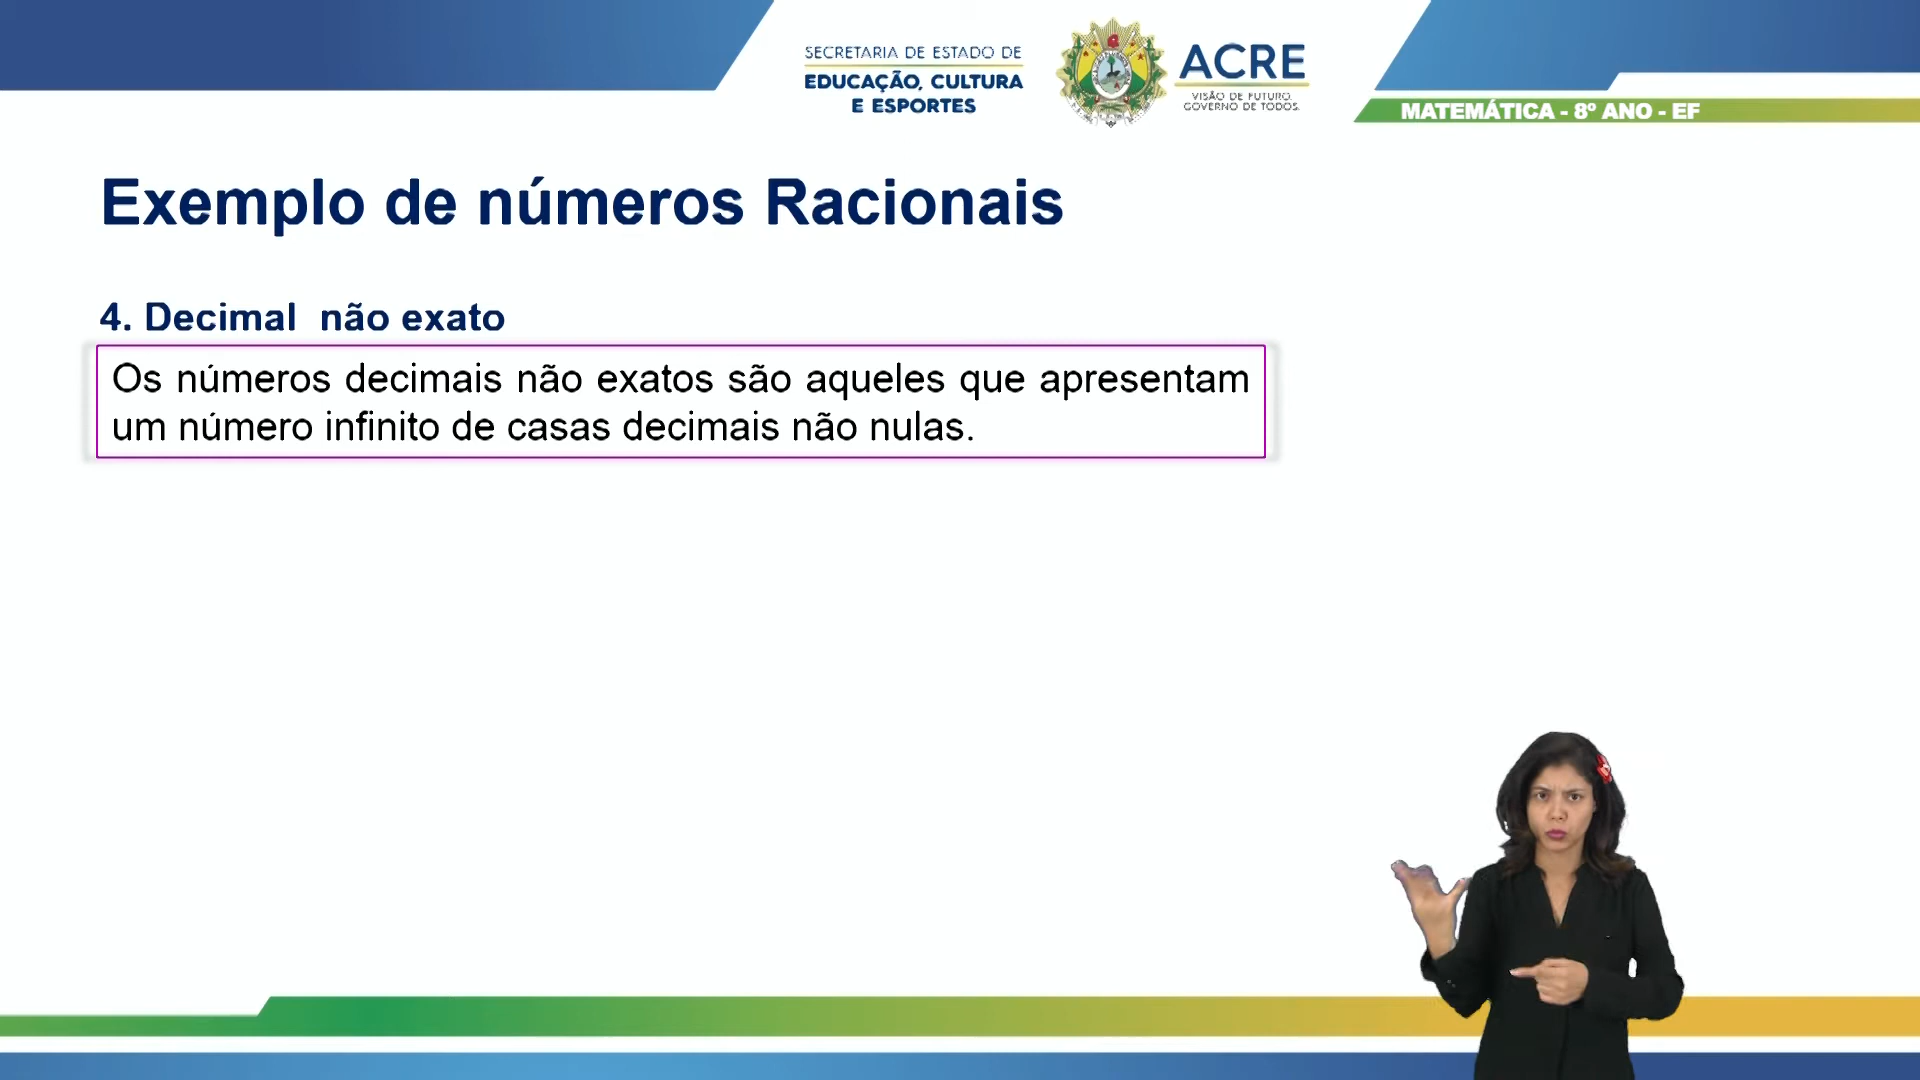 SECRETARIA DE ESTADO DE
EDUCAÇÃO, CULTURA
E ESPORTES
ACRE
VISÃO DE FUTURO.
GOVERNO DE TODOS.
MATEMÁTICA - 8º ANO - EF
Exemplo de números Racionais
4. Decimal não exato
Os números decimais não exatos são aqueles que apresentam
um número infinito de casas decimais não nulas.